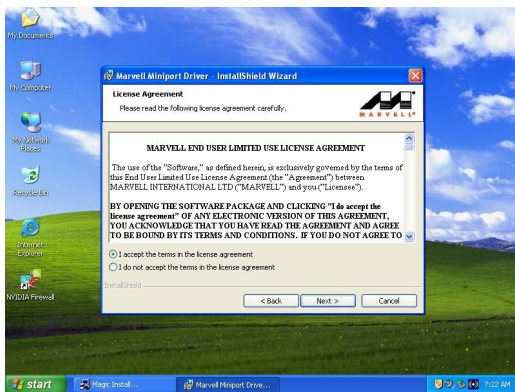 My Documents
My Computer
My Network
Places
Recycle Bin
Internet
Explorer
NVIDIA Firewall
Marvell Miniport Driver - InstallShield Wizard
License Agreement
Please read the following license agreement carefully.
MARVELL
MARVELL END USER LIMITED USE LICENSE AGREEMENT
The use of the "Software," as defined herein, is exclusively governed by the terms of
this End User Limited Use License Agreement (the "Agreement") between
MARVELL INTERNATIONAL LTD ("MARVELL") and you ("Licensee").
BY OPENING THE SOFTWARE PACKAGE AND CLICKING "I do accept the
license agreement" OF ANY ELECTRONIC VERSION OF THIS AGREEMENT,
YOU ACKNOWLEDGE THAT YOU HAVE READ THE AGREEMENT AND AGREE
TO BE BOUND BY ITS TERMS AND CONDITIONS. IF YOU DO NOT AGREE TO
I accept the terms in the license agreement
I do not accept the terms in the license agreement
InstallShield
< Back
Next >
Cancel
start
Magic Install...
Marvell Miniport Drive...
7:22 AM